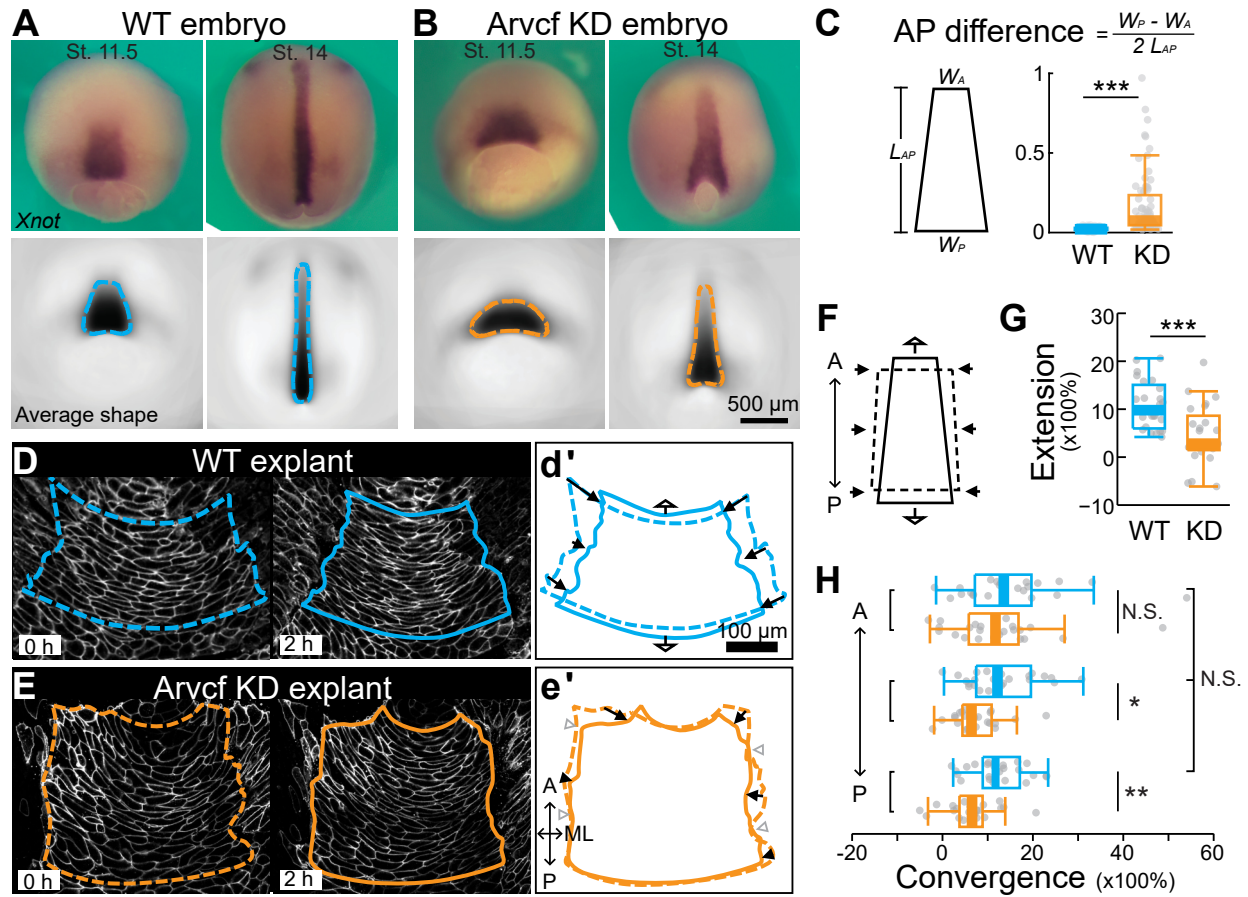 A WT embryo
St. 11.5
St. 14
Xnot
Average shape
B Arvcf KD embryo
St. 11.5
St. 14
500 µm
C
AP difference = W_P - W_A / 2 L_AP
W_A
L_AP
W_P
1
0.5
0
***
WT KD
D WT explant
0 h
2 h
d'
100 µm
E Arvcf KD explant
0 h
2 h
e'
A
ML
P
F
A
P
G
Extension
(x100%)
30
20
10
0
−10
***
WT KD
H
A
P
N.S.
*
**
N.S.
-20 0 20 40 60
Convergence (x100%)